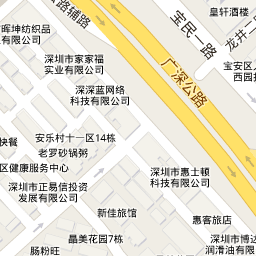 皇轩酒楼
公路辅路
宝民一路
龙井二
市晖坤纺织品
有限公司
深圳市家家福
实业有限公司
广深公路
宝安区人
西园
深深蓝网络
科技有限公司
安乐村十一区14栋
老罗砂锅粥
快餐
区健康服务中心
深圳市正易信投资
发展有限公司
深圳市惠士顿
科技有限公司
新佳旅馆
惠客旅店
晶美花园7栋
深圳市博达
润滑油有限
肠粉旺